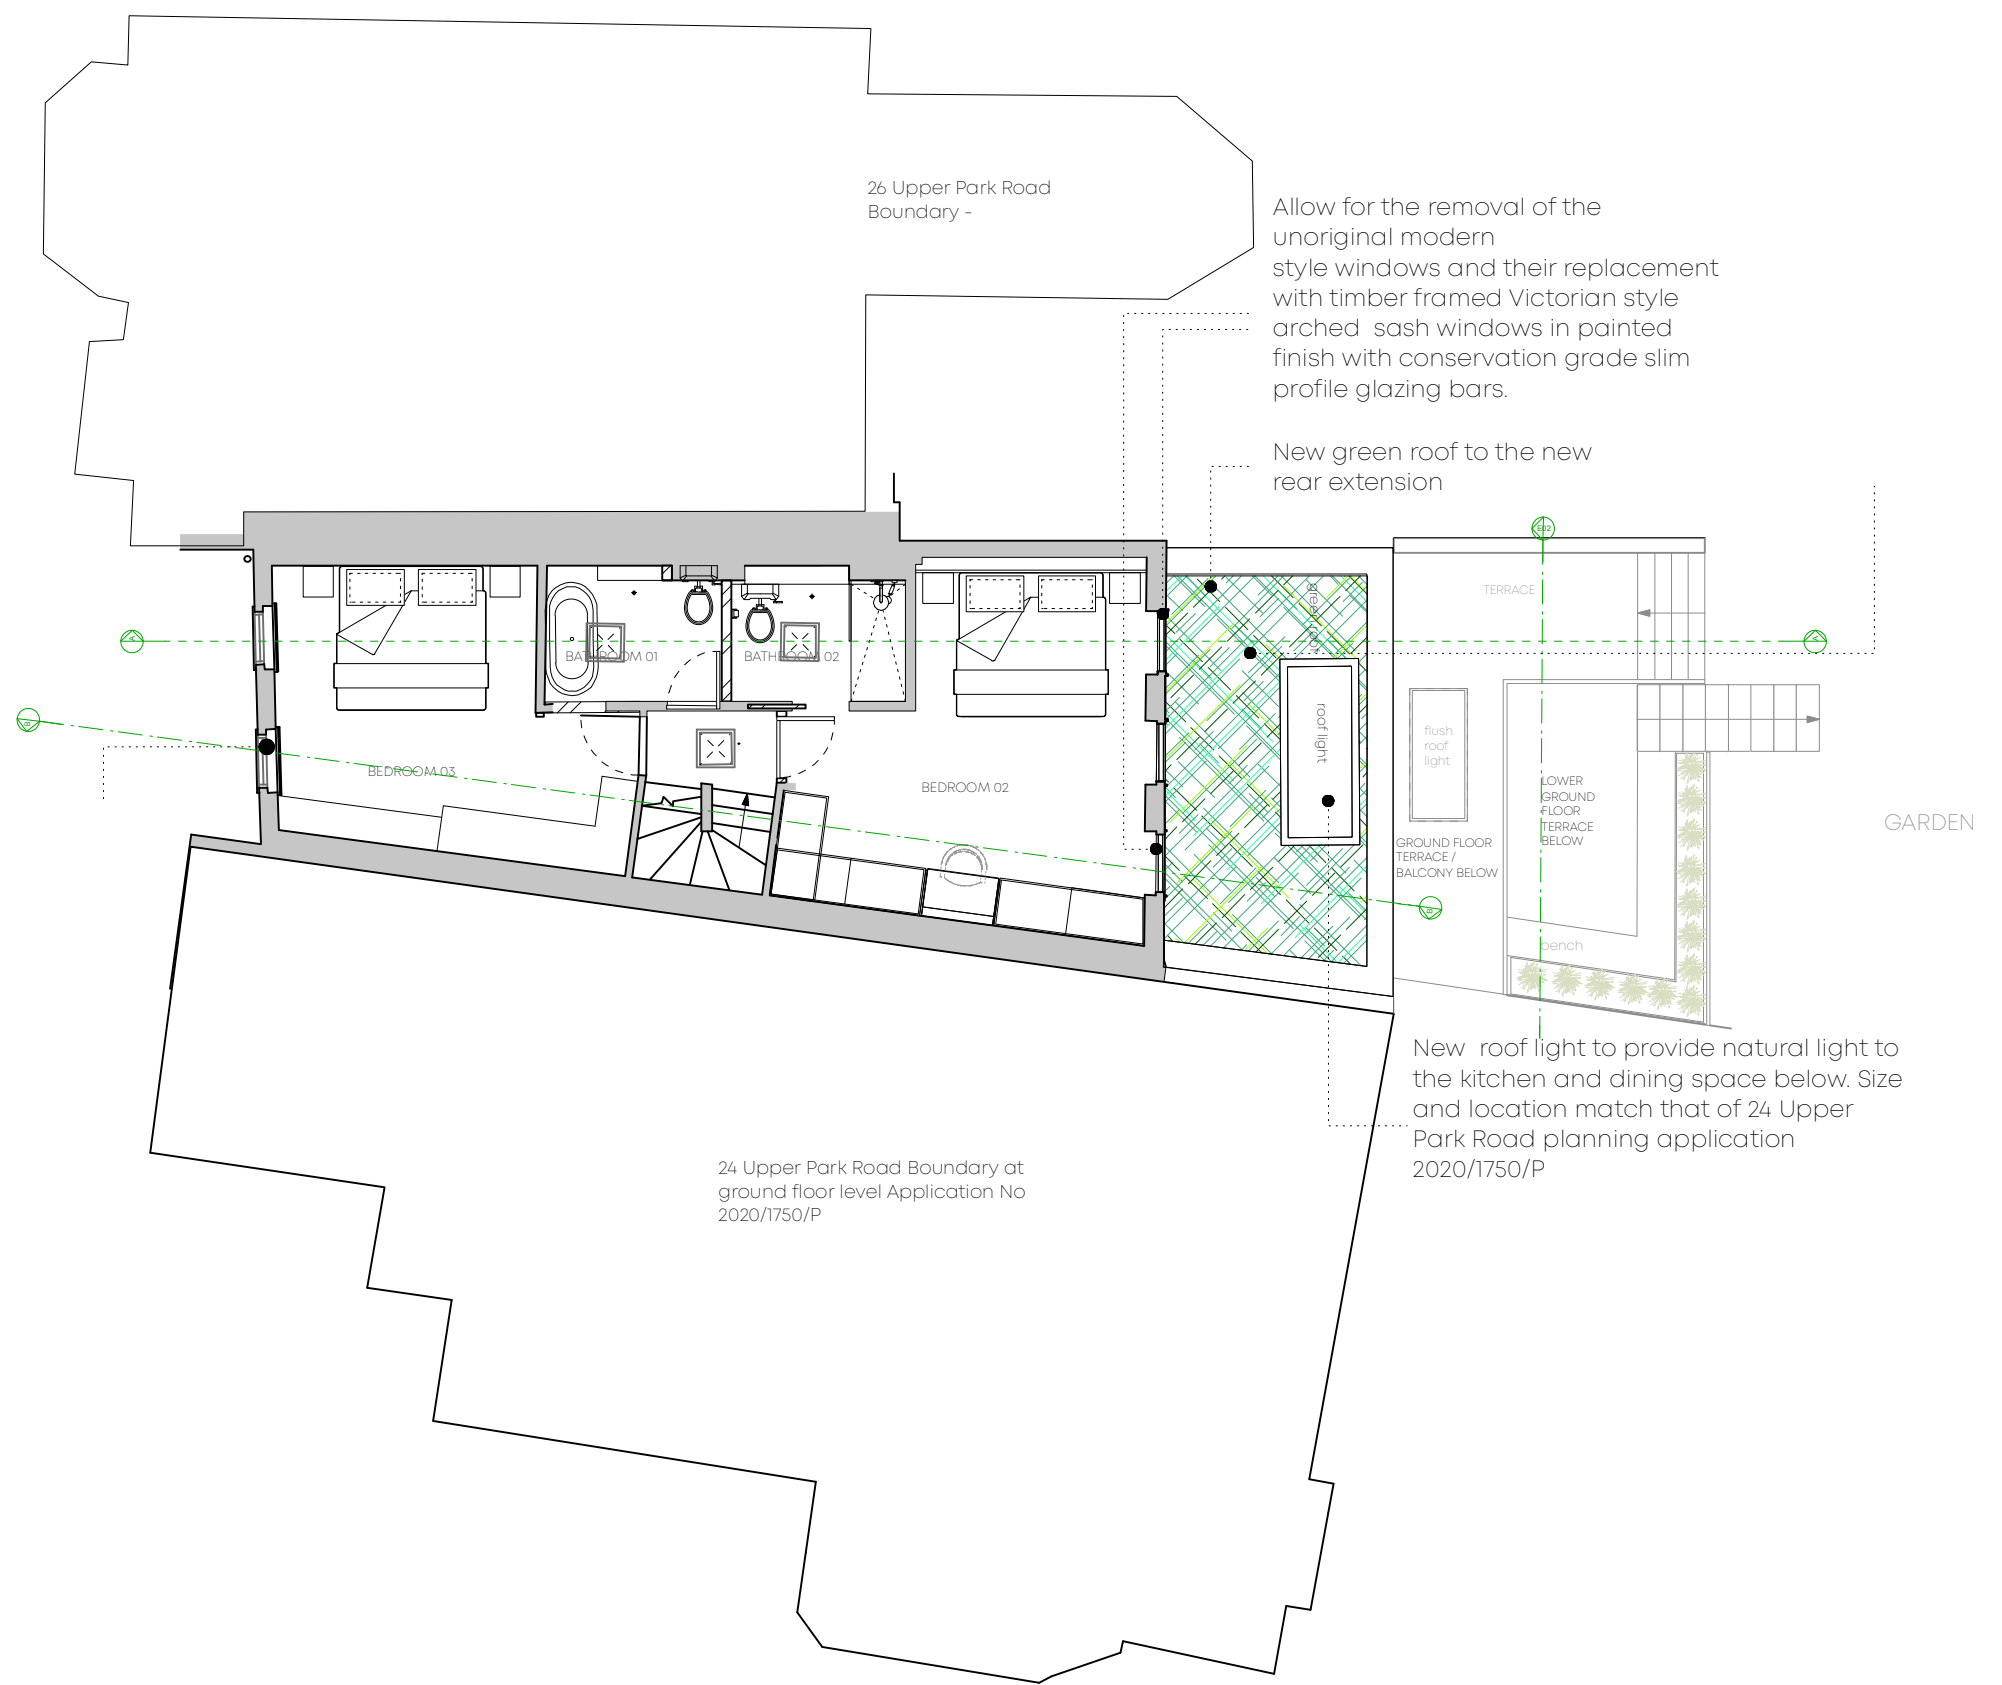 26 Upper Park Road
Boundary -
Allow for the removal of the
unoriginal modern
style windows and their replacement
with timber framed Victorian style
arched sash windows in painted
finish with conservation grade slim
profile glazing bars.
New green roof to the new
rear extension
E02
TERRACE
green roof
A
A
BATHROOM 01
BATHROOM 02
B
roof light
flush
roof
light
BEDROOM 03
BEDROOM 02
LOWER
GROUND
FLOOR
TERRACE
BELOW
GARDEN
GROUND FLOOR
TERRACE /
BALCONY BELOW
B
bench
New roof light to provide natural light to
the kitchen and dining space below. Size
and location match that of 24 Upper
Park Road planning application
2020/1750/P
24 Upper Park Road Boundary at
ground floor level Application No
2020/1750/P